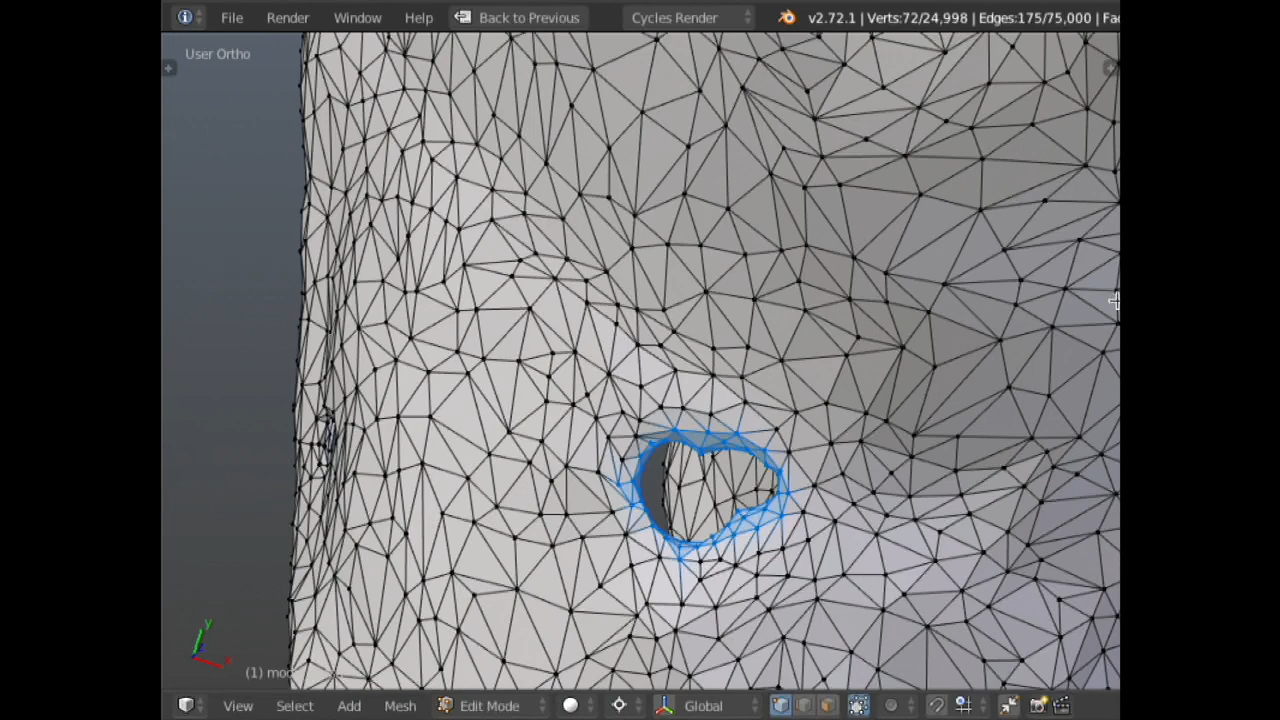 File Render Window Help Back to Previous Cycles Render v2.72.1 | Verts:72/24,998 | Edges:175/75,000 |
User Ortho
y
x
(1)
View Select Add Mesh Edit Mode Global